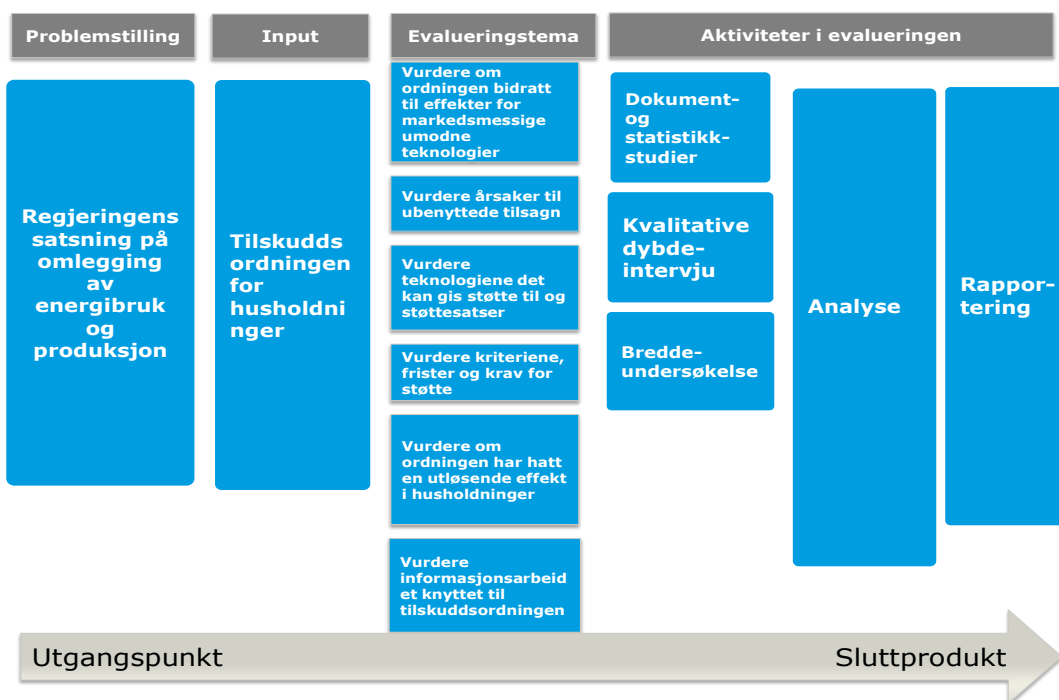 Problemstilling
Input
Evalueringstema
Aktiviteter i evalueringen
Regjeringens
satsning på
omlegging
av
energibruk
og
produksjon
Tilskudds
ordningen
for
husholdni
nger
Vurdere om
ordningen bidratt
til effekter for
markedsmessige
umodne
teknologier
Vurdere årsaker til
ubenyttede tilsagn
Vurdere
teknologiene det
kan gis støtte til og
støttesatser
Vurdere kriteriene,
frister og krav for
støtte
Vurdere om
ordningen har hatt
en utløsende effekt
i husholdninger
Vurdere
informasjonsarbeid
et knyttet til
tilskuddsordningen
Dokument-
og
statistikk-
studier
Kvalitative
dybde-
intervju
Bredde-
undersøkelse
Analyse
Rappor-
tering
Utgangspunkt
Sluttprodukt